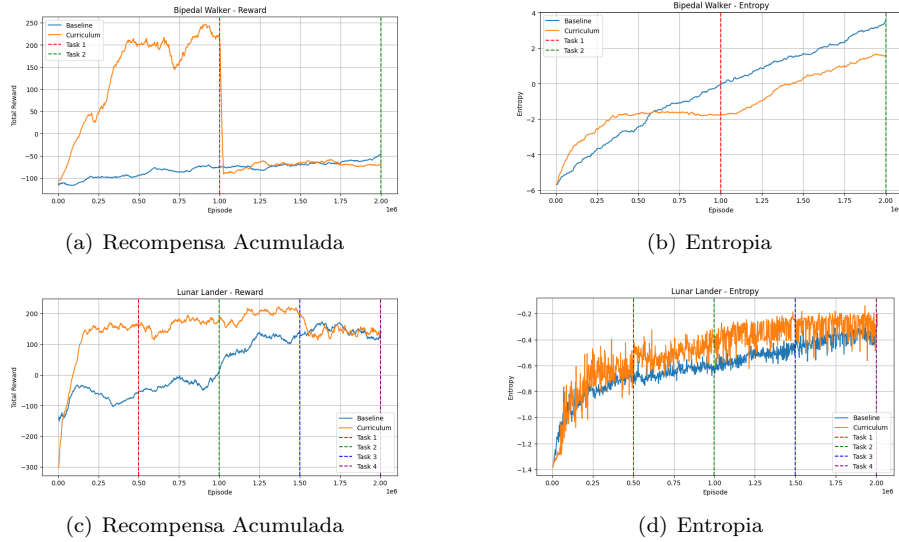 Bipedal Walker - Reward
250
200
150
100
50
0
−50
−100
Total Reward
Baseline
Curriculum
Task 1
Task 2
0.00 0.25 0.50 0.75 1.00 1.25 1.50 1.75 2.00
Episode
1e6
(a) Recompensa Acumulada
Bipedal Walker - Entropy
4
2
0
−2
−4
−6
Entropy
Baseline
Curriculum
Task 1
Task 2
0.00 0.25 0.50 0.75 1.00 1.25 1.50 1.75 2.00
Episode
1e6
(b) Entropia
Lunar Lander - Reward
200
100
0
−100
−200
−300
Total Reward
Baseline
Curriculum
Task 1
Task 2
Task 3
Task 4
0.00 0.25 0.50 0.75 1.00 1.25 1.50 1.75 2.00
Episode
1e6
(c) Recompensa Acumulada
Lunar Lander - Entropy
−0.2
−0.4
−0.6
−0.8
−1.0
−1.2
−1.4
Entropy
Baseline
Curriculum
Task 1
Task 2
Task 3
Task 4
0.00 0.25 0.50 0.75 1.00 1.25 1.50 1.75 2.00
Episode
1e6
(d) Entropia